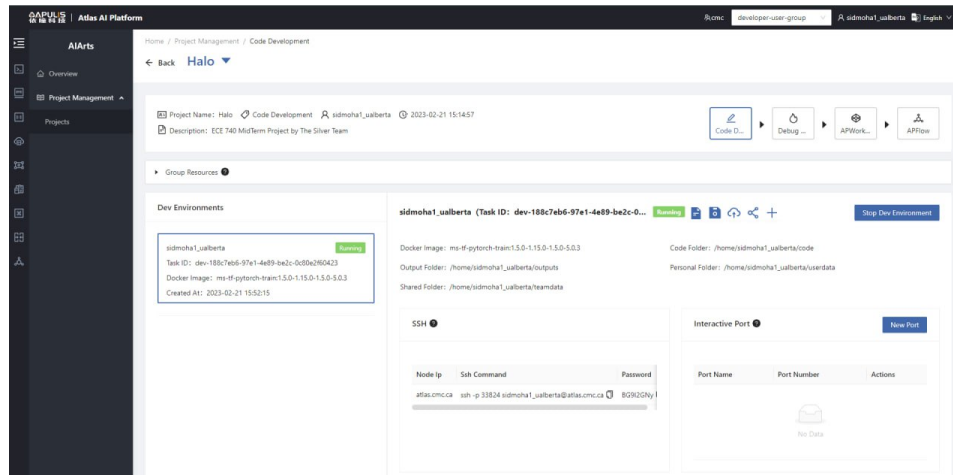 AAPULIS
依瞳科技
Atlas AI Platform
cmc
developer-user-group
sidmoha1_ualberta
English
AIArts
Overview
Project Management
Projects
Home / Project Management / Code Development
← Back Halo
Project Name: Halo Code Development sidmoha1_ualberta 2023-02-21 15:14:57
Description: ECE 740 MidTerm Project by The Silver Team
Code D...
Debug ...
APWork...
APFlow
Group Resources
Dev Environments
sidmoha1_ualberta Running
Task ID: dev-188c7eb6-97e1-4e89-be2c-0c80e2f60423
Docker Image: ms-tf-pytorch-train:1.5.0-1.15.0-1.5.0-5.0.3
Created At: 2023-02-21 15:52:15
sidmoha1_ualberta (Task ID: dev-188c7eb6-97e1-4e89-be2c-0... Running
Stop Dev Environment
Docker Image: ms-tf-pytorch-train:1.5.0-1.15.0-1.5.0-5.0.3
Code Folder: /home/sidmoha1_ualberta/code
Output Folder: /home/sidmoha1_ualberta/outputs
Personal Folder: /home/sidmoha1_ualberta/userdata
Shared Folder: /home/sidmoha1_ualberta/teamdata
SSH
Node Ip Ssh Command Password
atlas.cmc.ca ssh -p 33824 sidmoha1_ualberta@atlas.cmc.ca BG9I2GNy
Interactive Port
New Port
Port Name Port Number Actions
No Data